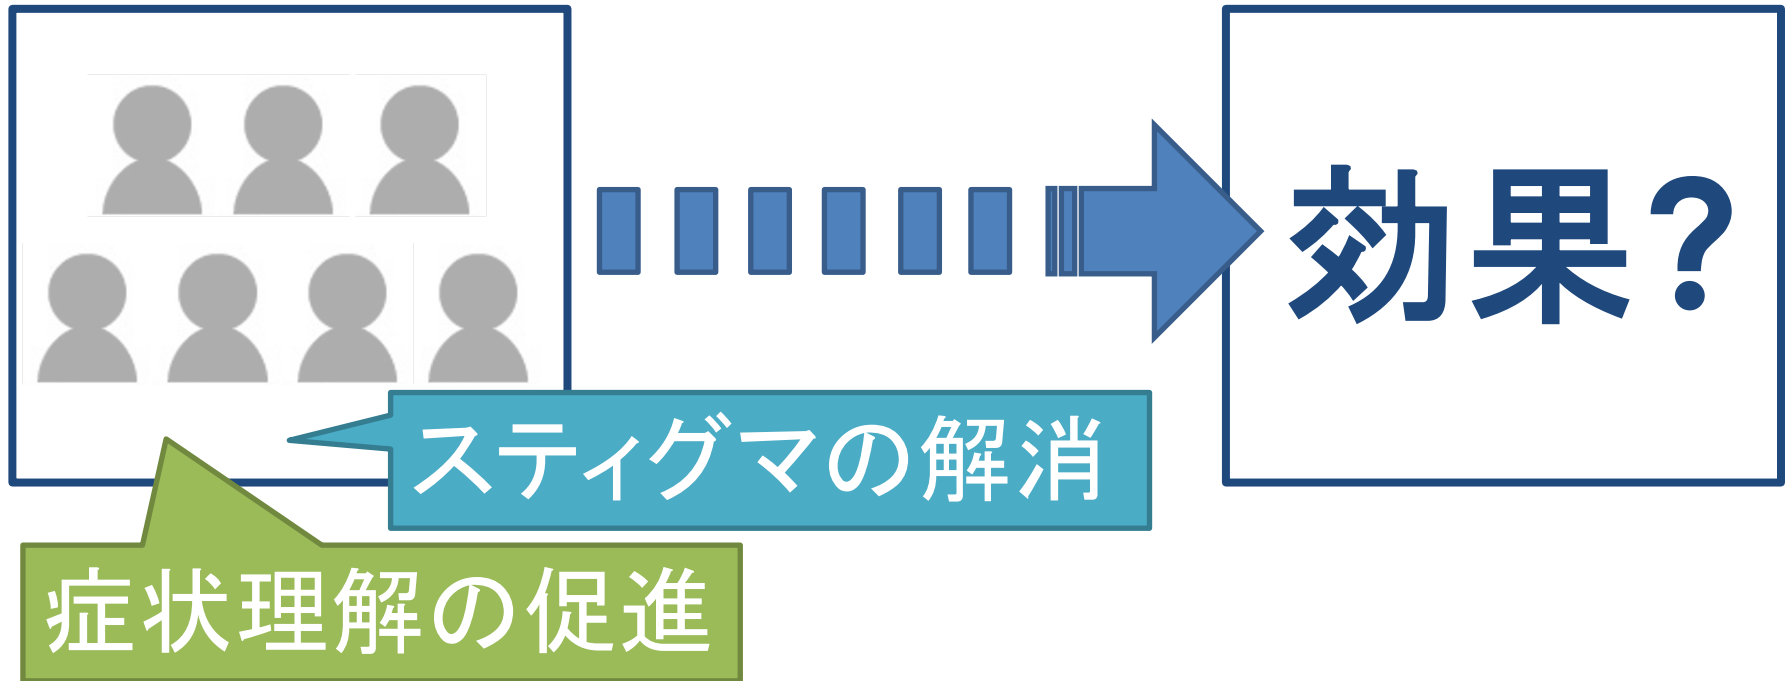 効果?
スティグマの解消
症状理解の促進